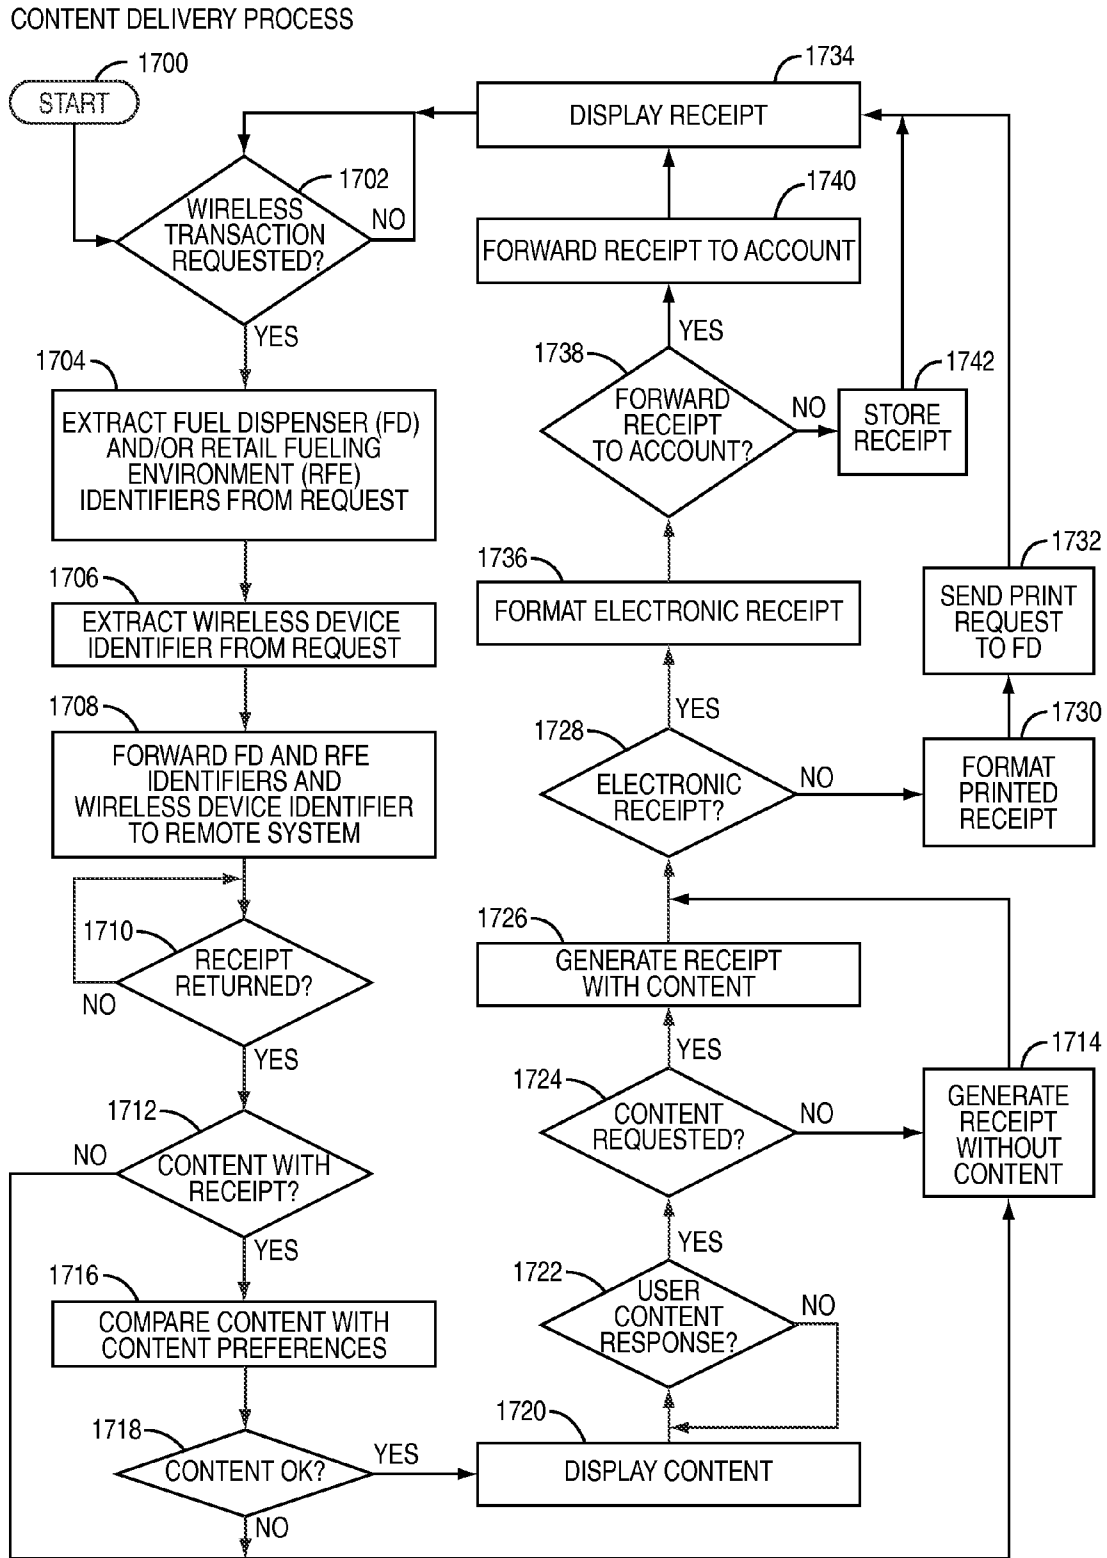 CONTENT DELIVERY PROCESS
1700
START
1702
WIRELESS
TRANSACTION
REQUESTED?
NO
YES
1704
EXTRACT FUEL DISPENSER (FD)
AND/OR RETAIL FUELING
ENVIRONMENT (RFE)
IDENTIFIERS FROM REQUEST
1706
EXTRACT WIRELESS DEVICE
IDENTIFIER FROM REQUEST
1708
FORWARD FD AND RFE
IDENTIFIERS AND
WIRELESS DEVICE IDENTIFIER
TO REMOTE SYSTEM
1710
RECEIPT
RETURNED?
NO
YES
1712
NO
CONTENT WITH
RECEIPT?
YES
1716
COMPARE CONTENT WITH
CONTENT PREFERENCES
1718
CONTENT OK?
YES
NO
1734
DISPLAY RECEIPT
1740
FORWARD RECEIPT TO ACCOUNT
YES
1738
FORWARD
RECEIPT
TO ACCOUNT?
NO
1742
STORE
RECEIPT
1736
FORMAT ELECTRONIC RECEIPT
1732
SEND PRINT
REQUEST
TO FD
YES
1728
ELECTRONIC
RECEIPT?
NO
1730
FORMAT
PRINTED
RECEIPT
1726
GENERATE RECEIPT
WITH CONTENT
YES
1724
CONTENT
REQUESTED?
NO
1714
GENERATE
RECEIPT
WITHOUT
CONTENT
YES
1722
USER
CONTENT
RESPONSE?
NO
1720
DISPLAY CONTENT